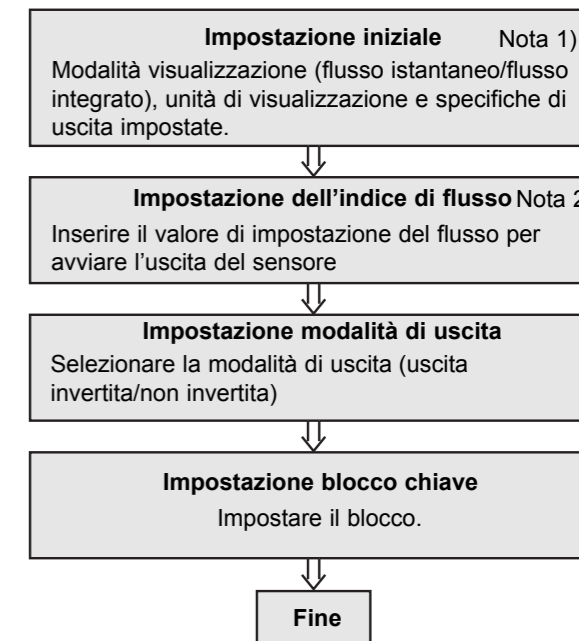 Impostazione iniziale Nota 1)
Modalità visualizzazione (flusso istantaneo/flusso
integrato), unità di visualizzazione e specifiche di
uscita impostate.
Impostazione dell'indice di flusso Nota 2
Inserire il valore di impostazione del flusso per
avviare l'uscita del sensore
Impostazione modalità di uscita
Selezionare la modalità di uscita (uscita
invertita/non invertita)
Impostazione blocco chiave
Impostare il blocco.
Fine